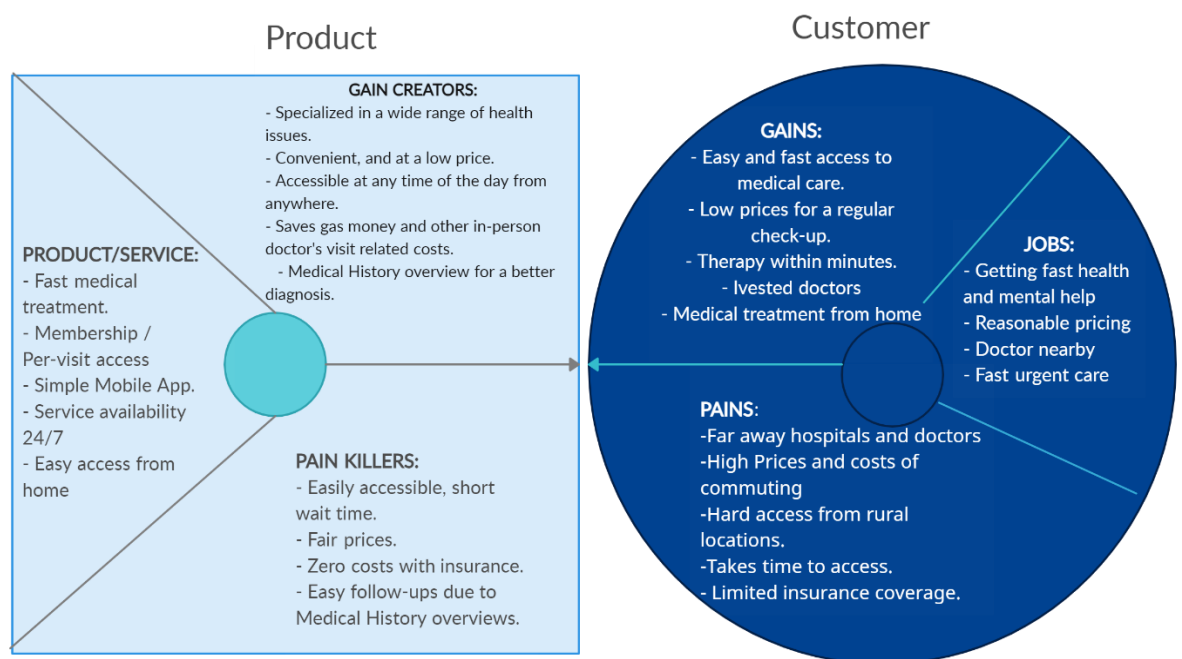 Product
GAIN CREATORS:
- Specialized in a wide range of health
issues.
- Convenient, and at a low price.
- Accessible at any time of the day from
anywhere.
- Saves gas money and other in-person
doctor's visit related costs.
- Medical History overview for a better
diagnosis.
PRODUCT/SERVICE:
- Fast medical
treatment.
- Membership /
Per-visit access
- Simple Mobile App.
- Service availability
24/7
- Easy access from
home
PAIN KILLERS:
- Easily accessible, short
wait time.
- Fair prices.
- Zero costs with insurance.
- Easy follow-ups due to
Medical History overviews.
Customer
GAINS:
- Easy and fast access to
medical care.
- Low prices for a regular
check-up.
- Therapy within minutes.
- Ivested doctors
- Medical treatment from home
JOBS:
- Getting fast health
and mental help
- Reasonable pricing
- Doctor nearby
- Fast urgent care
PAINS:
-Far away hospitals and doctors
-High Prices and costs of
commuting
-Hard access from rural
locations.
-Takes time to access.
- Limited insurance coverage.